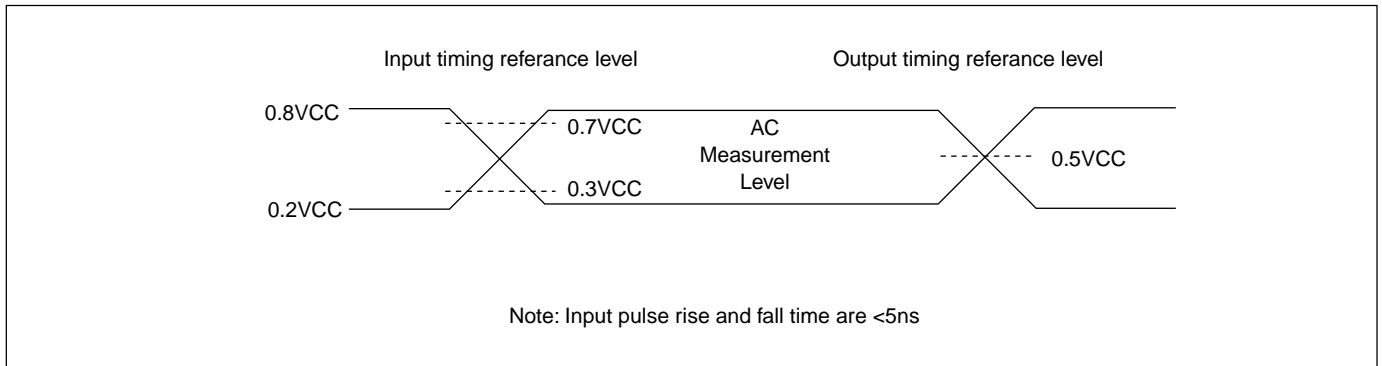 Input timing referance level
Output timing referance level
0.8VCC
0.7VCC
AC
Measurement
Level
0.5VCC
0.3VCC
0.2VCC
Note: Input pulse rise and fall time are <5ns